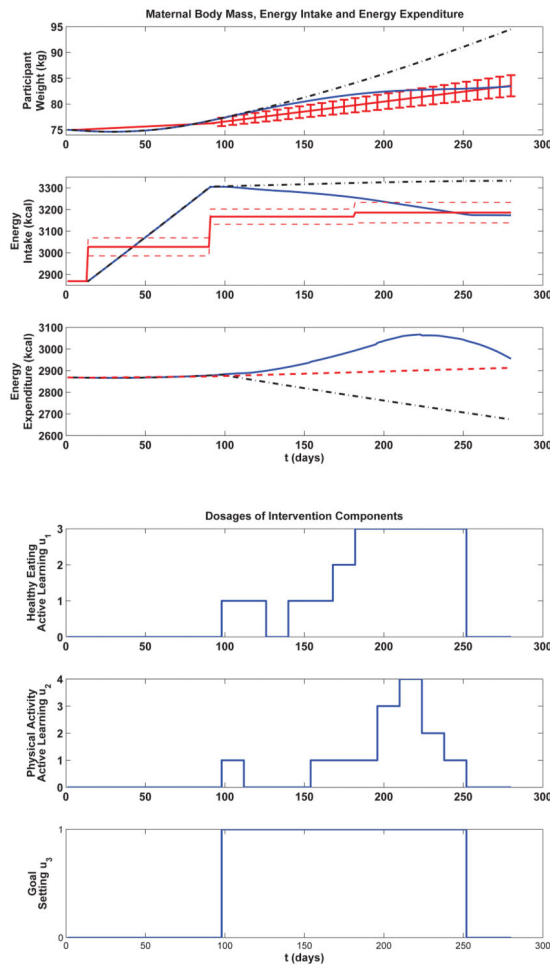 Maternal Body Mass, Energy Intake and Energy Expenditure
Participant
Weight (kg)
95
90
85
80
75
0 50 100 150 200 250 300
Energy
Intake (kcal)
3300
3200
3100
3000
2900
0 50 100 150 200 250 300
Energy
Expenditure (kcal)
3100
3000
2900
2800
2700
2600
0 50 100 150 200 250 300
t (days)
Dosages of Intervention Components
Healthy Eating
Active Learning u1
3
2
1
0
0 50 100 150 200 250 300
Physical Activity
Active Learning u2
4
3
2
1
0
0 50 100 150 200 250 300
Goal
Setting u3
1
0
0 50 100 150 200 250 300
t (days)